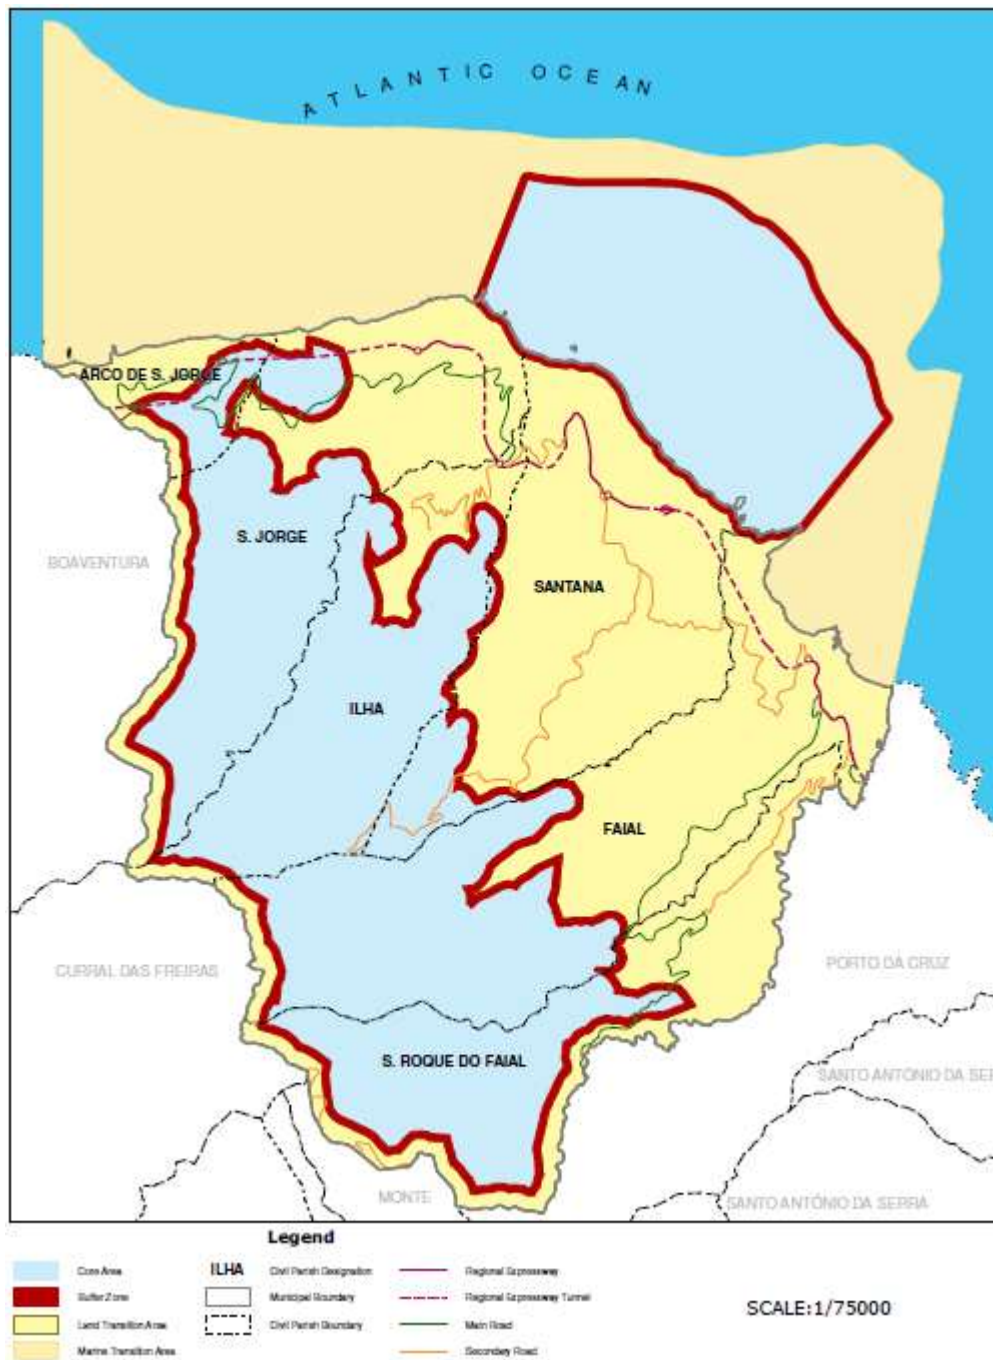 ATLANTIC OCEAN
ARCO DE S. JORGE
S. JORGE
BOAVENTURA
SANTANA
ILHA
FAIAL
CURRAL DAS FREIRAS
PORTO DA CRUZ
S. ROQUE DO FAIAL
SANTO ANTÓNIO DA SER
MONTE
SANTO ANTÓNIO DA SERRA
Legend
Core Area
ILHA Civil Parish Designation
Regional Expressway
Buffer Zone
Municipal Boundary
Regional Expressway Tunnel
Land Transition Area
Civil Parish Boundary
Main Road
Marine Transition Area
Secondary Road
SCALE:1/75000